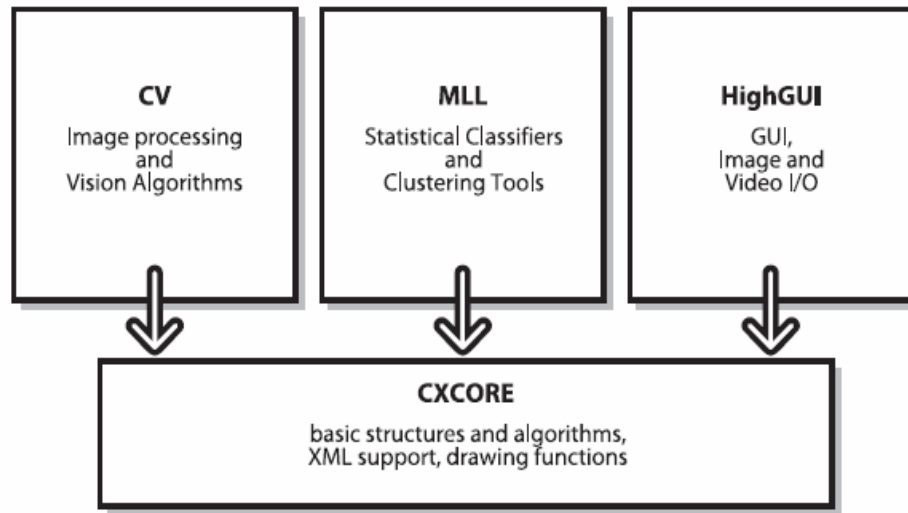 CV
Image processing
and
Vision Algorithms
MLL
Statistical Classifiers
and
Clustering Tools
HighGUI
GUI,
Image and
Video I/O
CXCORE
basic structures and algorithms,
XML support, drawing functions